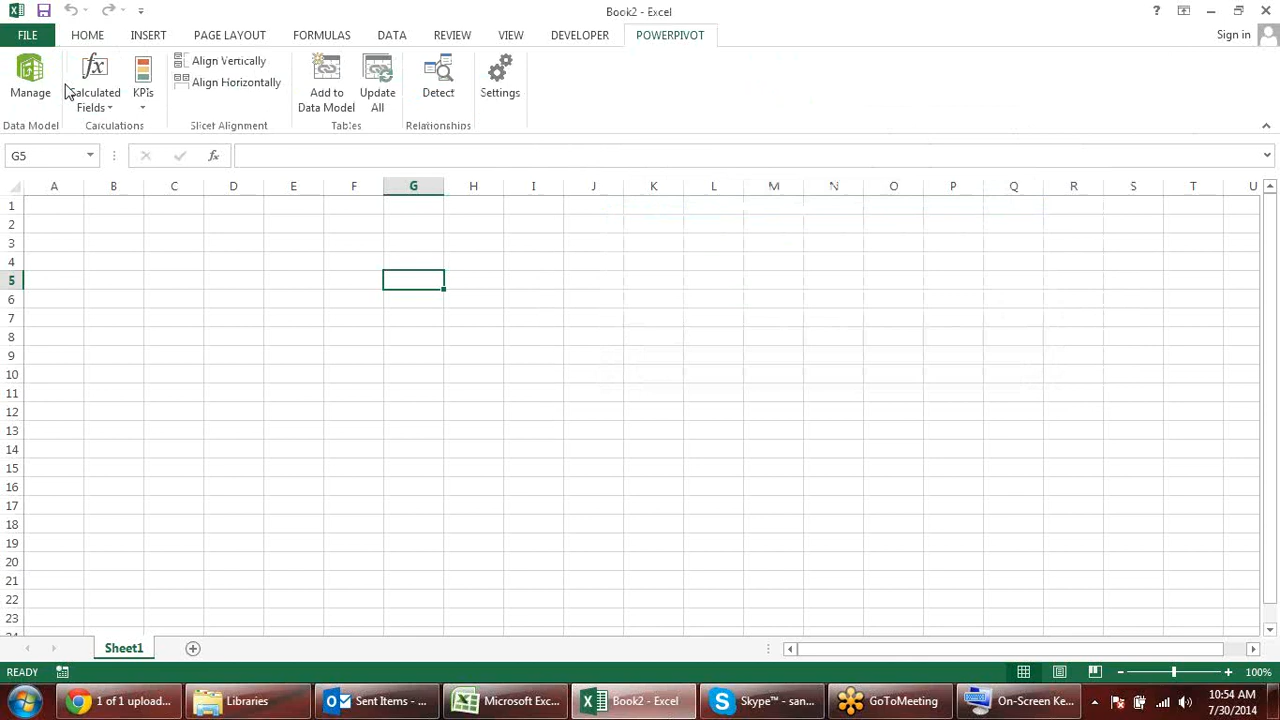 Book2 - Excel
FILE HOME INSERT PAGE LAYOUT FORMULAS DATA REVIEW VIEW DEVELOPER POWERPIVOT Sign in
Manage
Calculated Fields
KPIs
Align Vertically
Align Horizontally
Add to Data Model
Update All
Detect
Settings
Data Model Calculations Slicer Alignment Tables Relationships
G5 fx
A B C D E F G H I J K L M N O P Q R S T U
1
2
3
4
5
6
7
8
9
10
11
12
13
14
15
16
17
18
19
20
21
22
23
Sheet1
READY 100%
1 of 1 upload... Libraries Sent Items - ... Microsoft Exc... Book2 - Excel Skype™ - san... GoToMeeting On-Screen Ke... 10:54 AM
7/30/2014